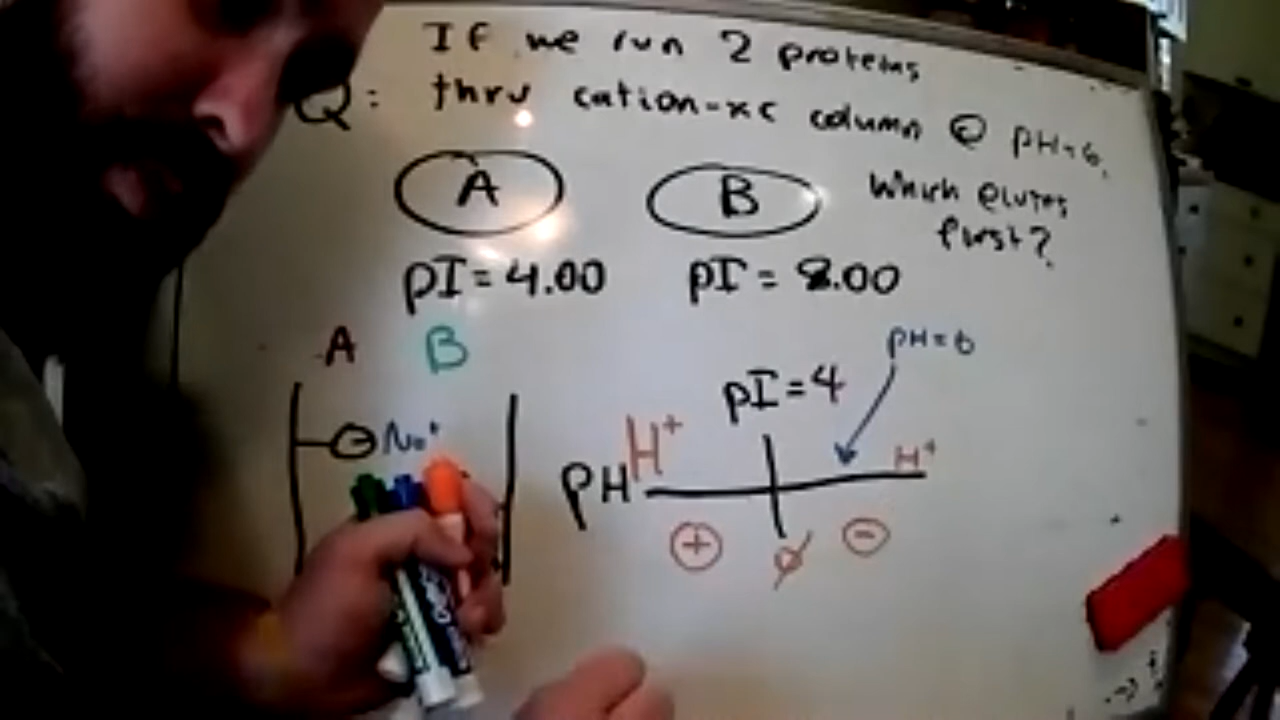 If we run 2 proteins
Q: thru cation-xc column @ pH=6.
Which elutes
first?
A B
pI=4.00 pI = 8.00
A B
pH=6
pI=4
Na+
pH H+ H+
+ ø -